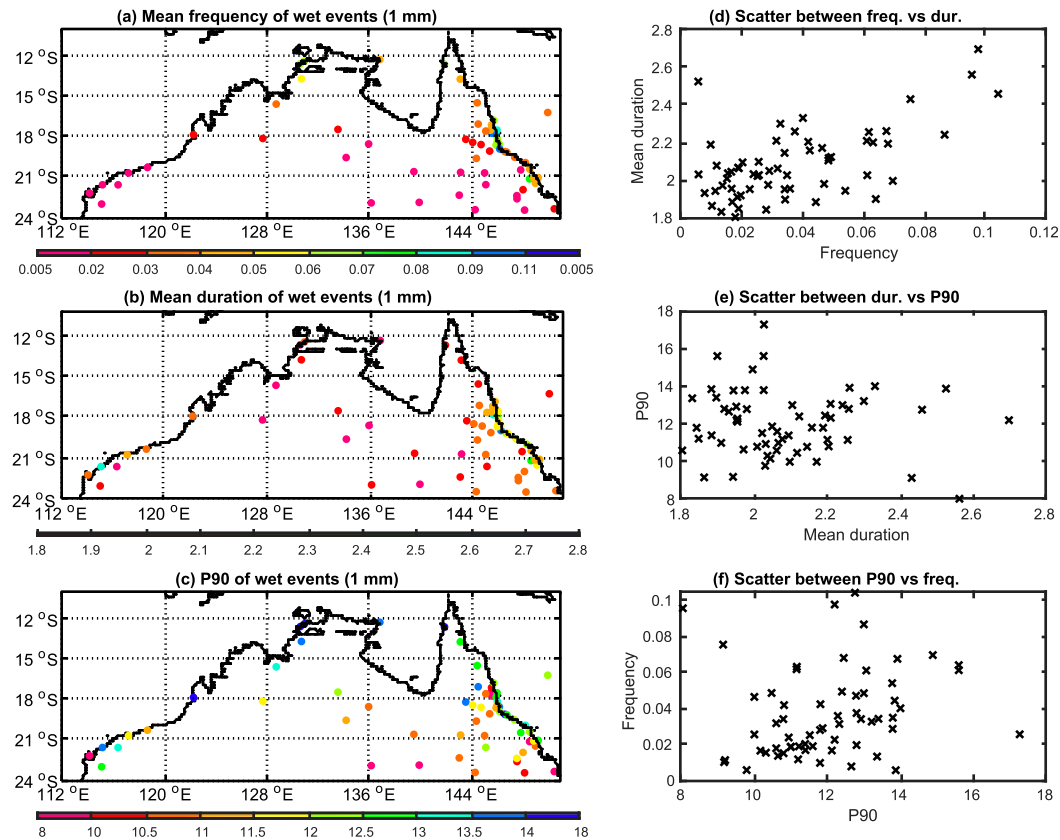 (a) Mean frequency of wet events (1 mm)
12 °S
15 °S
18 °S
21 °S
24 °S
112 °E
120 °E
128 °E
136 °E
144 °E
0.005 0.02 0.03 0.04 0.05 0.06 0.07 0.08 0.09 0.11 0.005
(b) Mean duration of wet events (1 mm)
12 °S
15 °S
18 °S
21 °S
24 °S
112 °E
120 °E
128 °E
136 °E
144 °E
1.8 1.9 2 2.1 2.2 2.3 2.4 2.5 2.6 2.7 2.8
(c) P90 of wet events (1 mm)
12 °S
15 °S
18 °S
21 °S
24 °S
112 °E
120 °E
128 °E
136 °E
144 °E
8 10 10.5 11 11.5 12 12.5 13 13.5 14 18
(d) Scatter between freq. vs dur.
Mean duration
2.8
2.6
2.4
2.2
2
1.8
0 0.02 0.04 0.06 0.08 0.1 0.12
Frequency
(e) Scatter between dur. vs P90
P90
18
16
14
12
10
8
1.8 2 2.2 2.4 2.6 2.8
Mean duration
(f) Scatter between P90 vs freq.
Frequency
0.1
0.08
0.06
0.04
0.02
0
8 10 12 14 16 18
P90